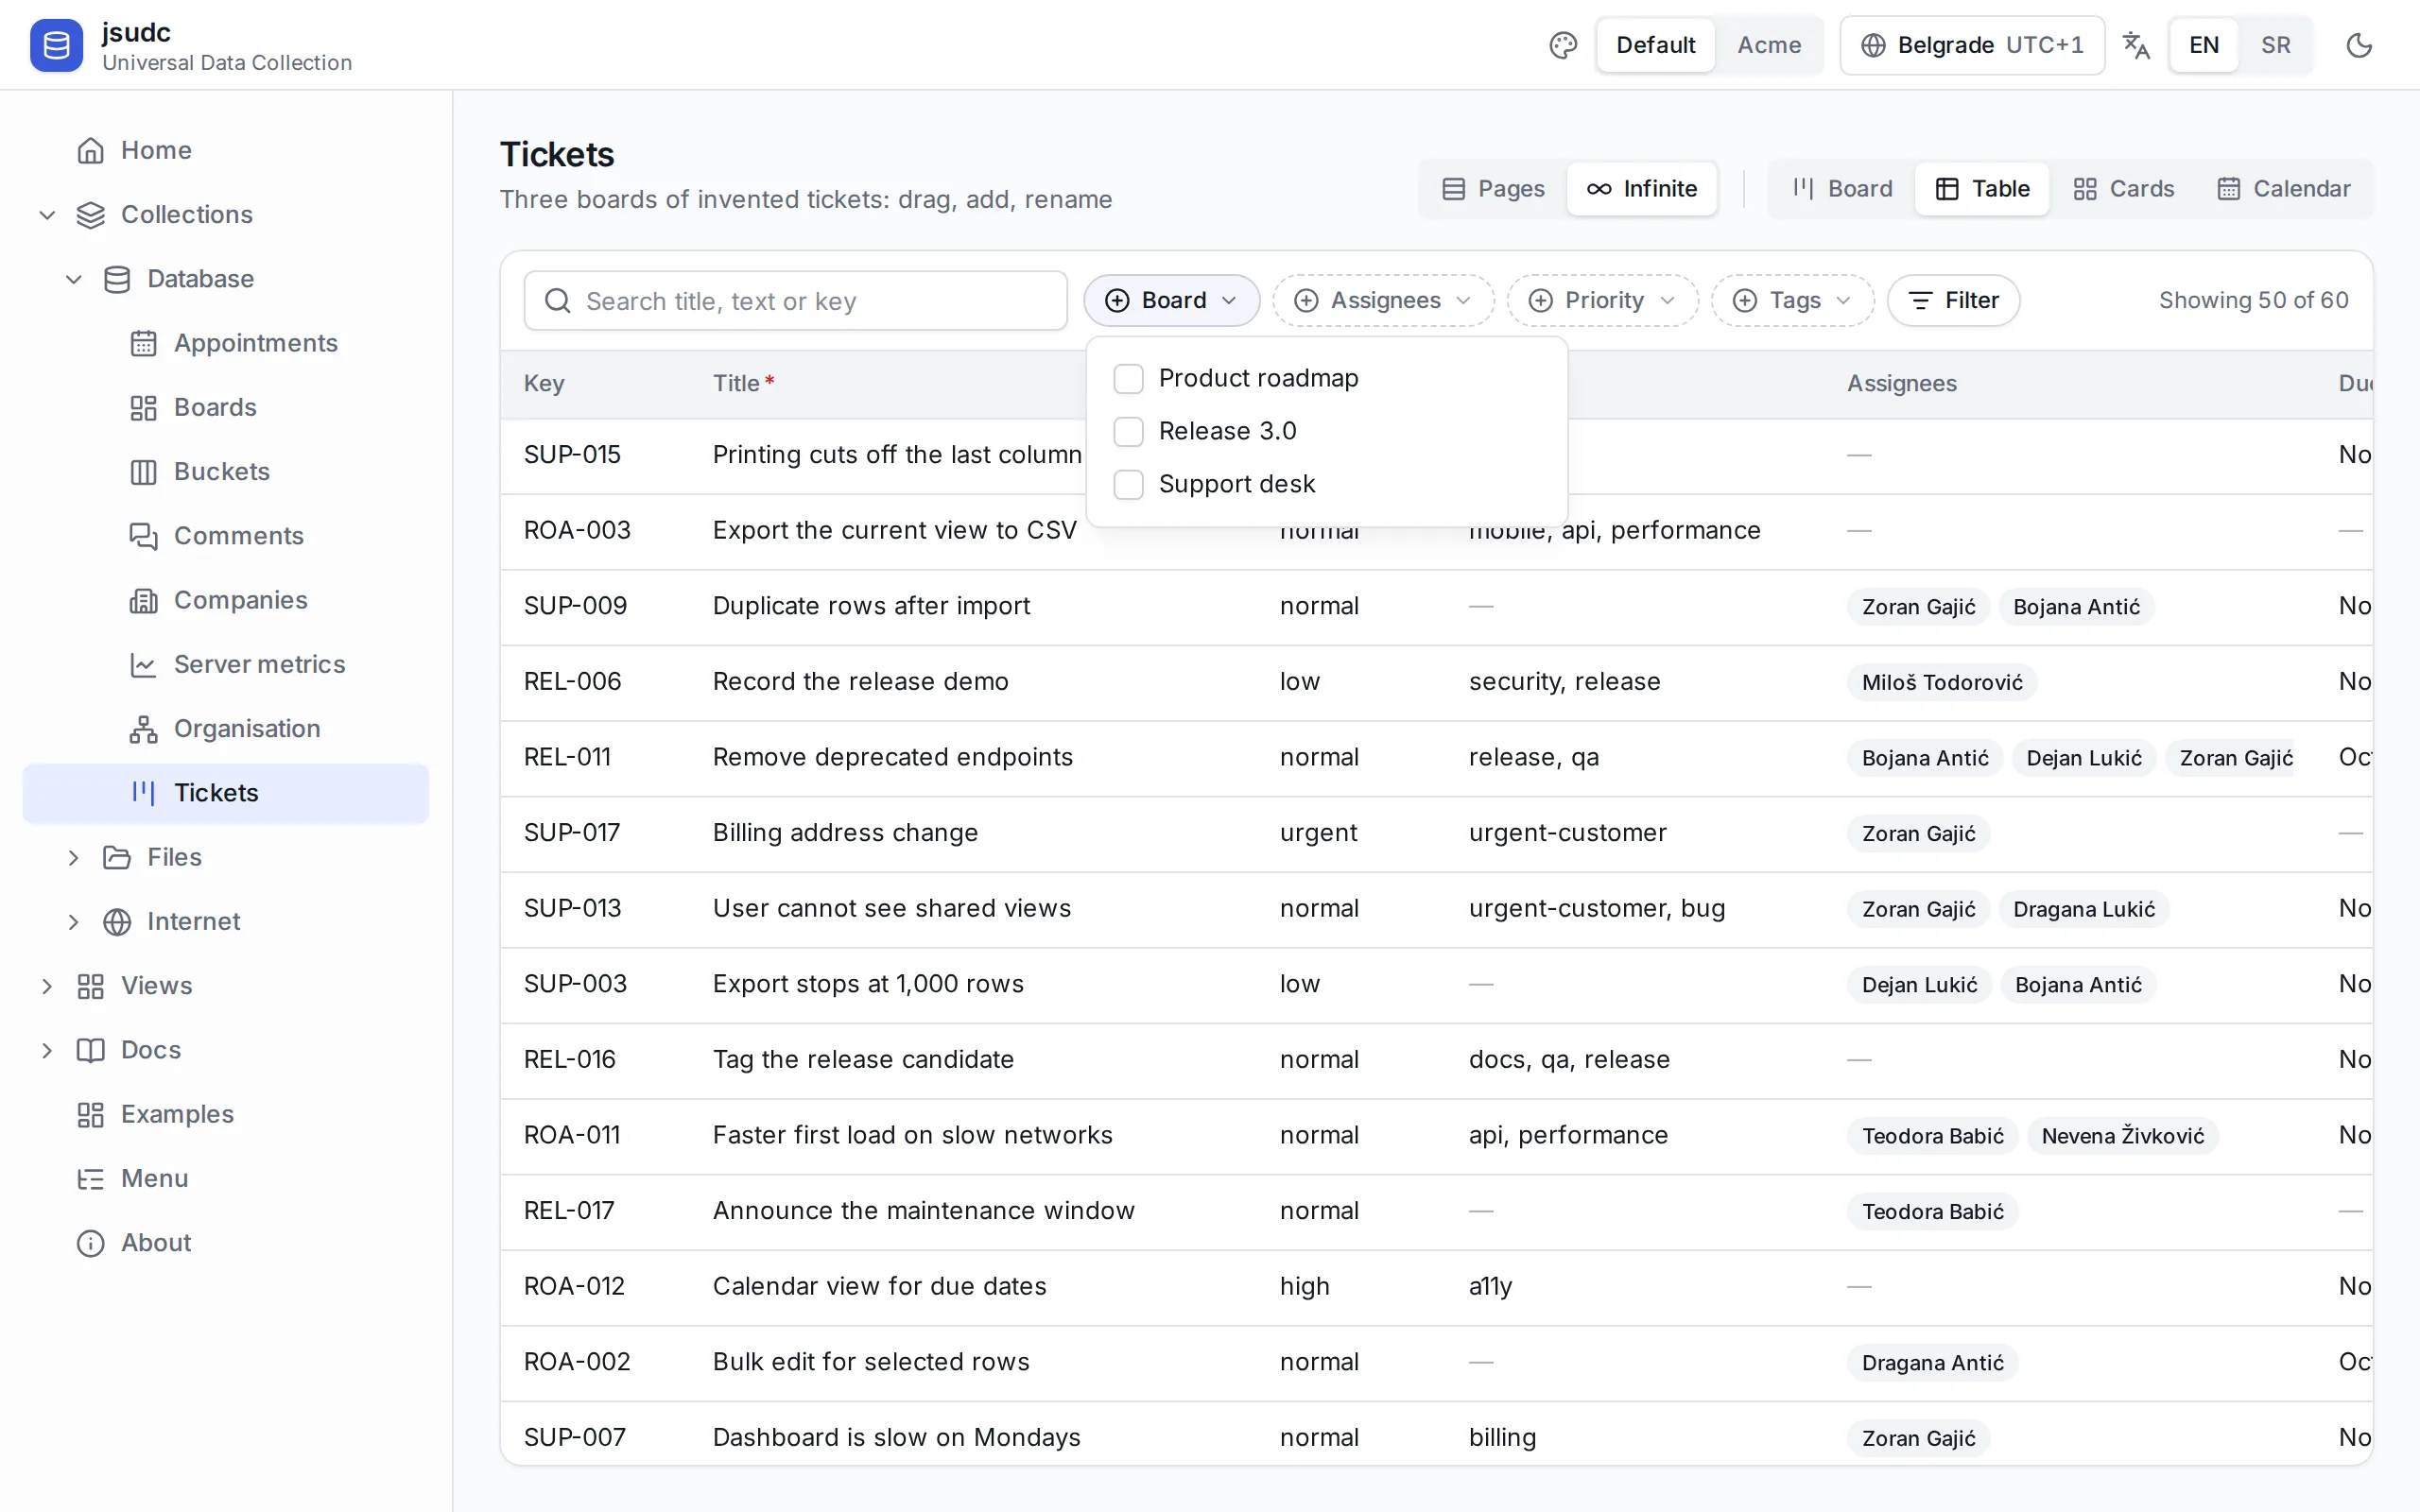 jsudc
Universal Data Collection
Default Acme Belgrade UTC+1 EN SR
Home
Collections
Database
Appointments
Boards
Buckets
Comments
Companies
Server metrics
Organisation
Tickets
Files
Internet
Views
Docs
Examples
Menu
About
Tickets
Three boards of invented tickets: drag, add, rename
Pages Infinite Board Table Cards Calendar
Search title, text or key Board Assignees Priority Tags Filter Showing 50 of 60
Product roadmap
Release 3.0
Support desk
Key Title* Assignees
SUP-015 Printing cuts off the last column — No
ROA-003 Export the current view to CSV normal mobile, api, performance — —
SUP-009 Duplicate rows after import normal — Zoran Gajić Bojana Antić No
REL-006 Record the release demo low security, release Miloš Todorović No
REL-011 Remove deprecated endpoints normal release, qa Bojana Antić Dejan Lukić Zoran Gajić
SUP-017 Billing address change urgent urgent-customer Zoran Gajić —
SUP-013 User cannot see shared views normal urgent-customer, bug Zoran Gajić Dragana Lukić No
SUP-003 Export stops at 1,000 rows low — Dejan Lukić Bojana Antić No
REL-016 Tag the release candidate normal docs, qa, release — No
ROA-011 Faster first load on slow networks normal api, performance Teodora Babić Nevena Živković No
REL-017 Announce the maintenance window normal — Teodora Babić —
ROA-012 Calendar view for due dates high a11y — No
ROA-002 Bulk edit for selected rows normal — Dragana Antić
SUP-007 Dashboard is slow on Mondays normal billing Zoran Gajić No